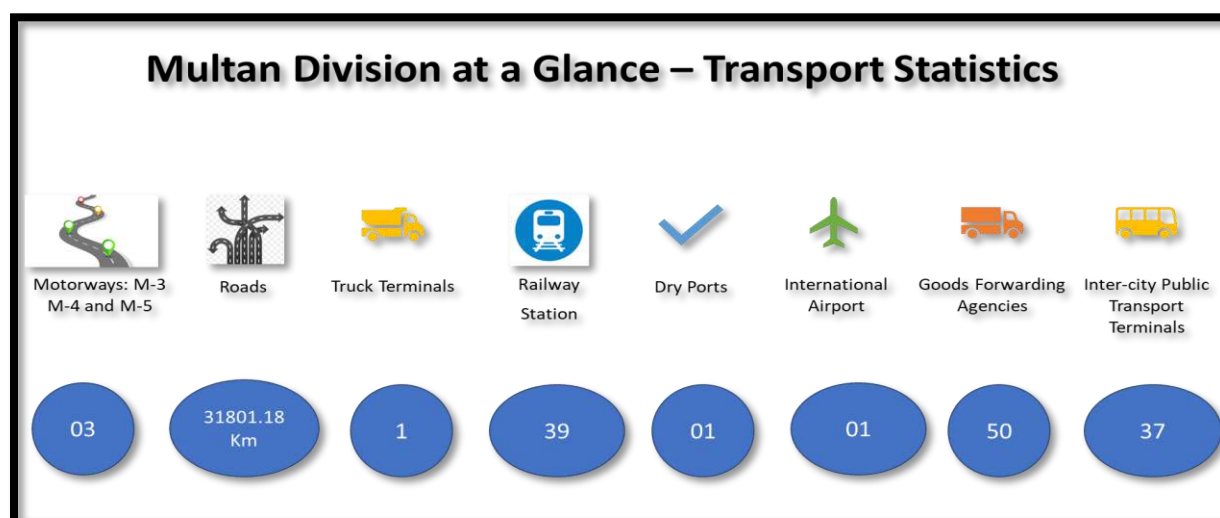 Multan Division at a Glance – Transport Statistics
Motorways: M-3
M-4 and M-5
Roads
Truck Terminals
Railway
Station
Dry Ports
International
Airport
Goods Forwarding
Agencies
Inter-city Public
Transport
Terminals
03
31801.18
Km
1
39
01
01
50
37